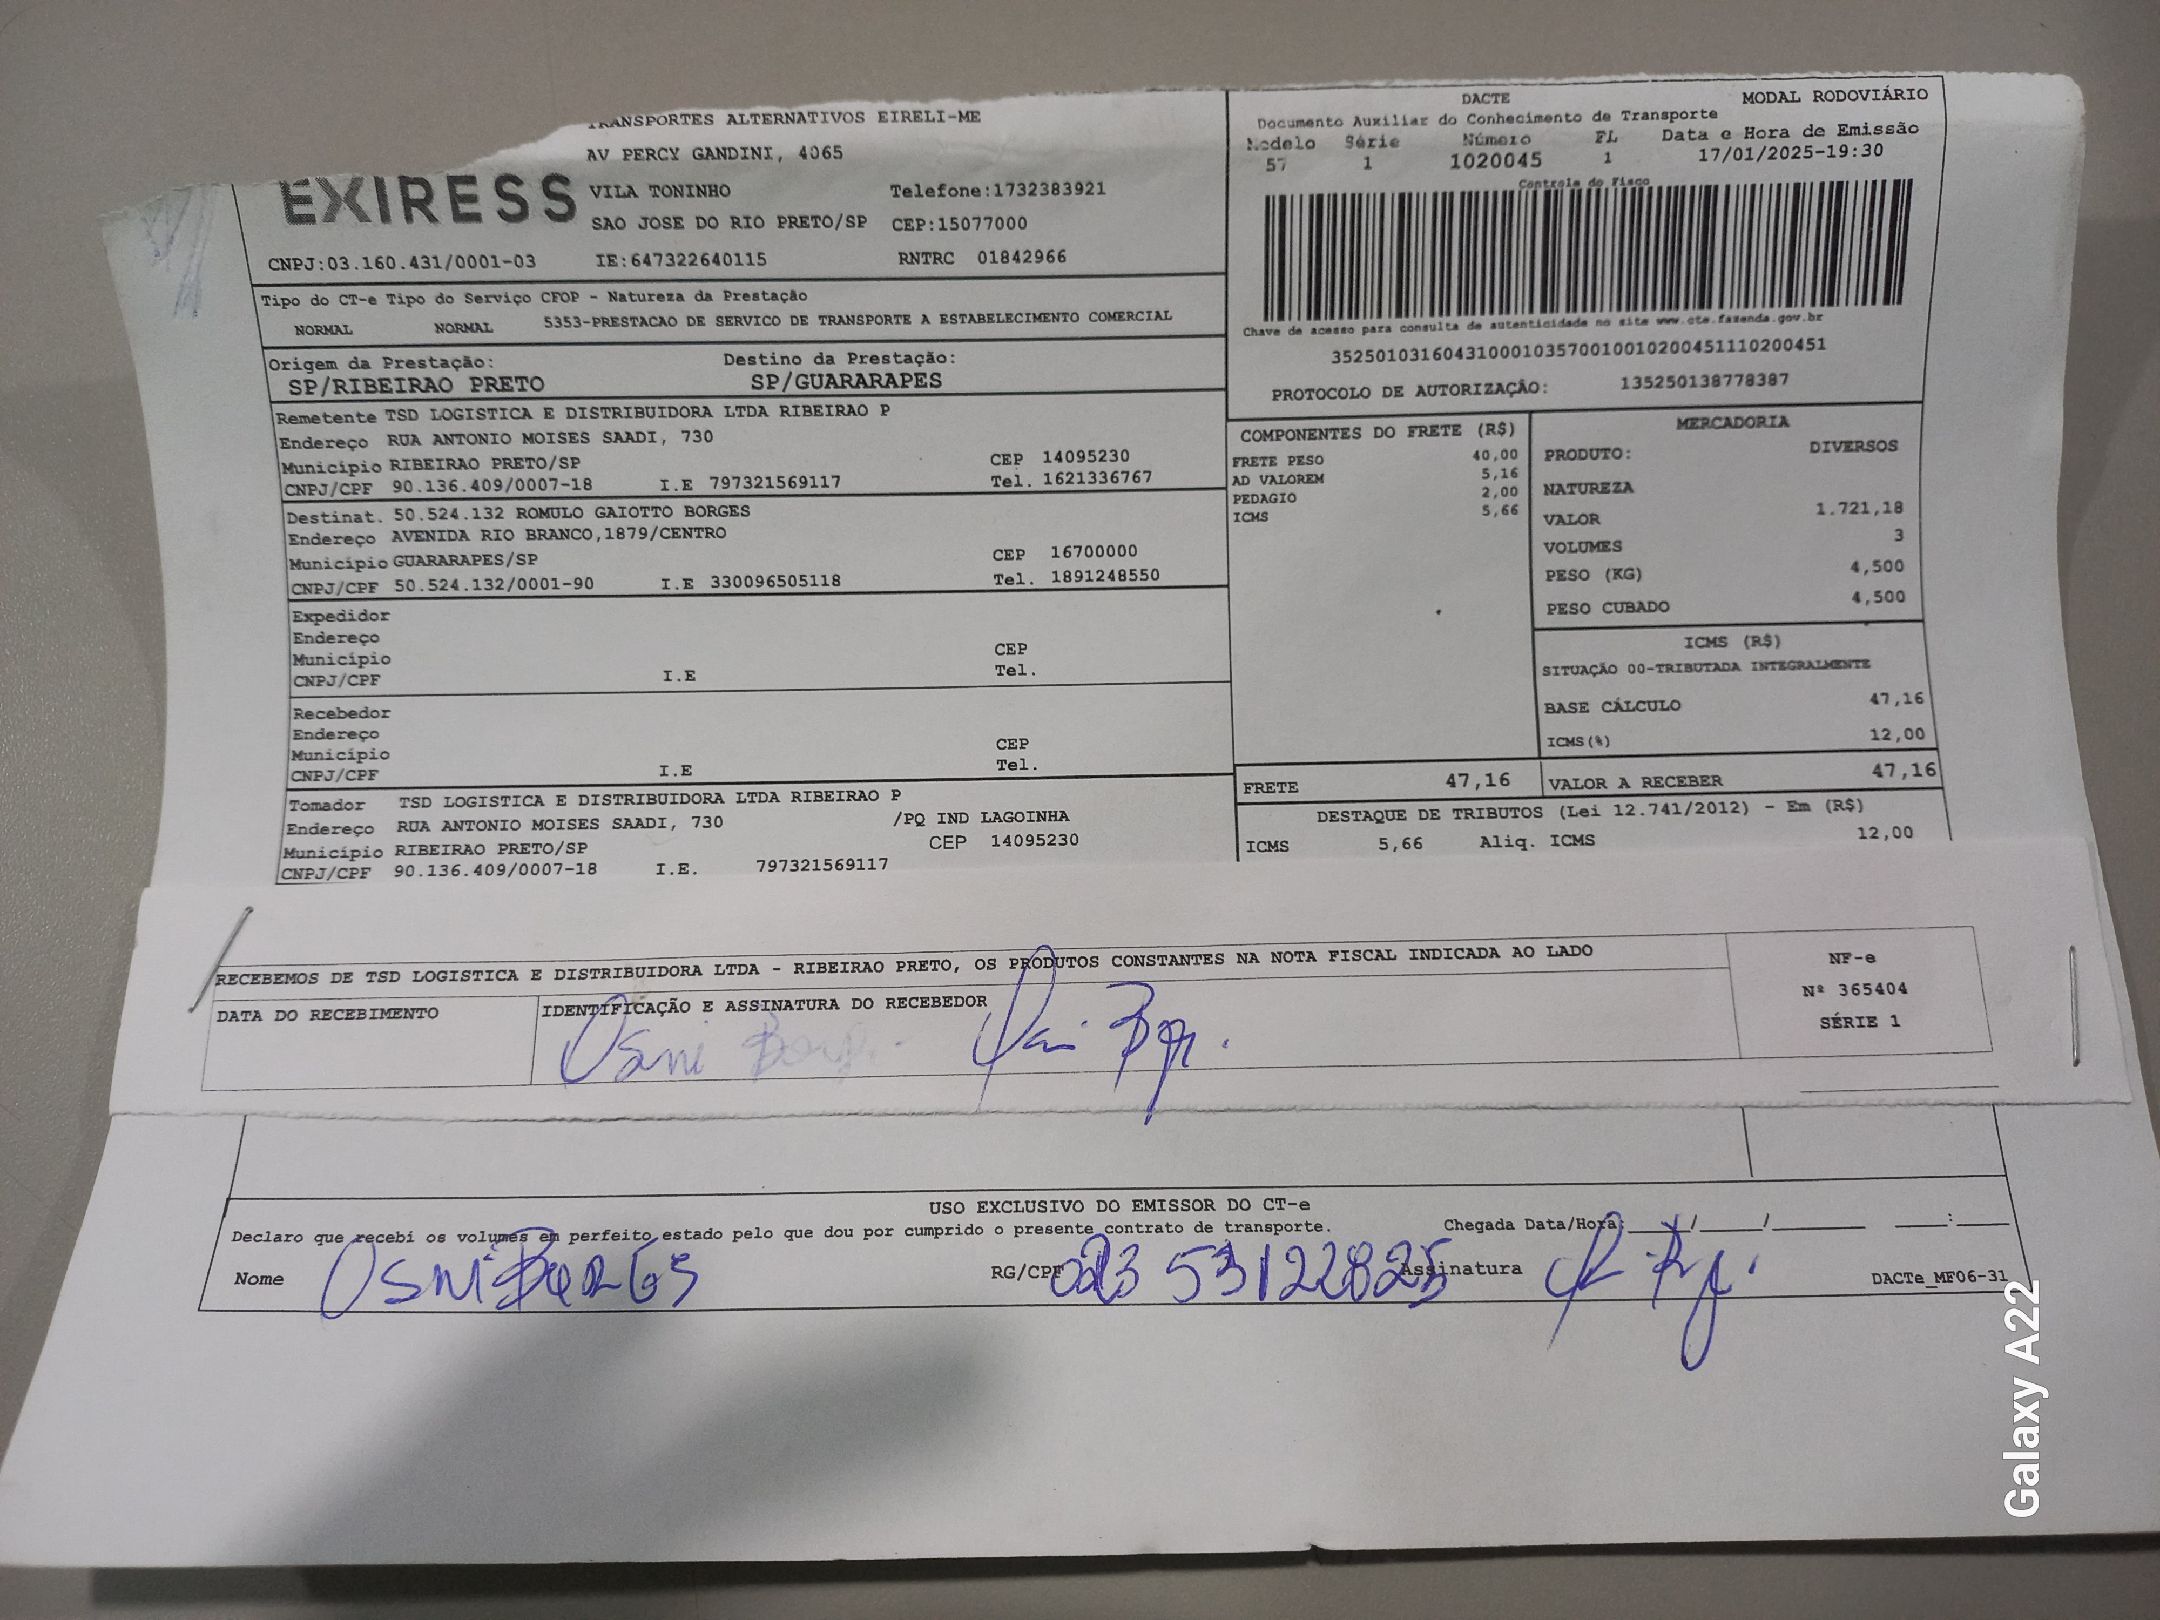 TRANSPORTES ALTERNATIVOS EIRELI-ME
AV PERCY GANDINI, 4065
EXIRESS
VILA TONINHO Telefone:1732383921
SAO JOSE DO RIO PRETO/SP CEP:15077000
CNPJ:03.160.431/0001-03 IE:647322640115 RNTRC 01842966
DACTE MODAL RODOVIÁRIO
Documento Auxiliar do Conhecimento de Transporte
Modelo Série Número FL Data e Hora de Emissão
57 1 1020045 1 17/01/2025-19:30
Controle do Fisco
Chave de acesso para consulta de autenticidade no site www.cte.fazenda.gov.br
35250103160431000103570010010200451110200451
PROTOCOLO DE AUTORIZAÇÃO: 135250138778387
Tipo do CT-e Tipo do Serviço CFOP - Natureza da Prestação
NORMAL NORMAL 5353-PRESTACAO DE SERVICO DE TRANSPORTE A ESTABELECIMENTO COMERCIAL
Origem da Prestação: Destino da Prestação:
SP/RIBEIRAO PRETO SP/GUARARAPES
Remetente TSD LOGISTICA E DISTRIBUIDORA LTDA RIBEIRAO P
Endereço RUA ANTONIO MOISES SAADI, 730
Município RIBEIRAO PRETO/SP CEP 14095230
CNPJ/CPF 90.136.409/0007-18 I.E 797321569117 Tel. 1621336767
Destinat. 50.524.132 ROMULO GAIOTTO BORGES
Endereço AVENIDA RIO BRANCO,1879/CENTRO
Município GUARARAPES/SP CEP 16700000
CNPJ/CPF 50.524.132/0001-90 I.E 330096505118 Tel. 1891248550
Expedidor
Endereço
Município CEP
CNPJ/CPF I.E Tel.
Recebedor
Endereço
Município CEP
CNPJ/CPF I.E Tel.
Tomador TSD LOGISTICA E DISTRIBUIDORA LTDA RIBEIRAO P
Endereço RUA ANTONIO MOISES SAADI, 730 /PQ IND LAGOINHA
Município RIBEIRAO PRETO/SP CEP 14095230
CNPJ/CPF 90.136.409/0007-18 I.E. 797321569117
COMPONENTES DO FRETE (R$)
FRETE PESO 40,00
AD VALOREM 5,16
PEDAGIO 2,00
ICMS 5,66
MERCADORIA
PRODUTO: DIVERSOS
NATUREZA
VALOR 1.721,18
VOLUMES 3
PESO (KG) 4,500
PESO CUBADO 4,500
ICMS (R$)
SITUAÇÃO 00-TRIBUTADA INTEGRALMENTE
BASE CÁLCULO 47,16
ICMS(%) 12,00
FRETE 47,16 VALOR A RECEBER 47,16
DESTAQUE DE TRIBUTOS (Lei 12.741/2012) - Em (R$)
ICMS 5,66 Aliq. ICMS 12,00
RECEBEMOS DE TSD LOGISTICA E DISTRIBUIDORA LTDA - RIBEIRAO PRETO, OS PRODUTOS CONSTANTES NA NOTA FISCAL INDICADA AO LADO
DATA DO RECEBIMENTO IDENTIFICAÇÃO E ASSINATURA DO RECEBEDOR
Osni
NF-e
Nº 365404
SÉRIE 1
USO EXCLUSIVO DO EMISSOR DO CT-e
Declaro que recebi os volumes em perfeito estado pelo que dou por cumprido o presente contrato de transporte. Chegada Data/Hora: / / :
Nome Osni Borges RG/CPF Assinatura
DACTe_MF06-31
Galaxy A22